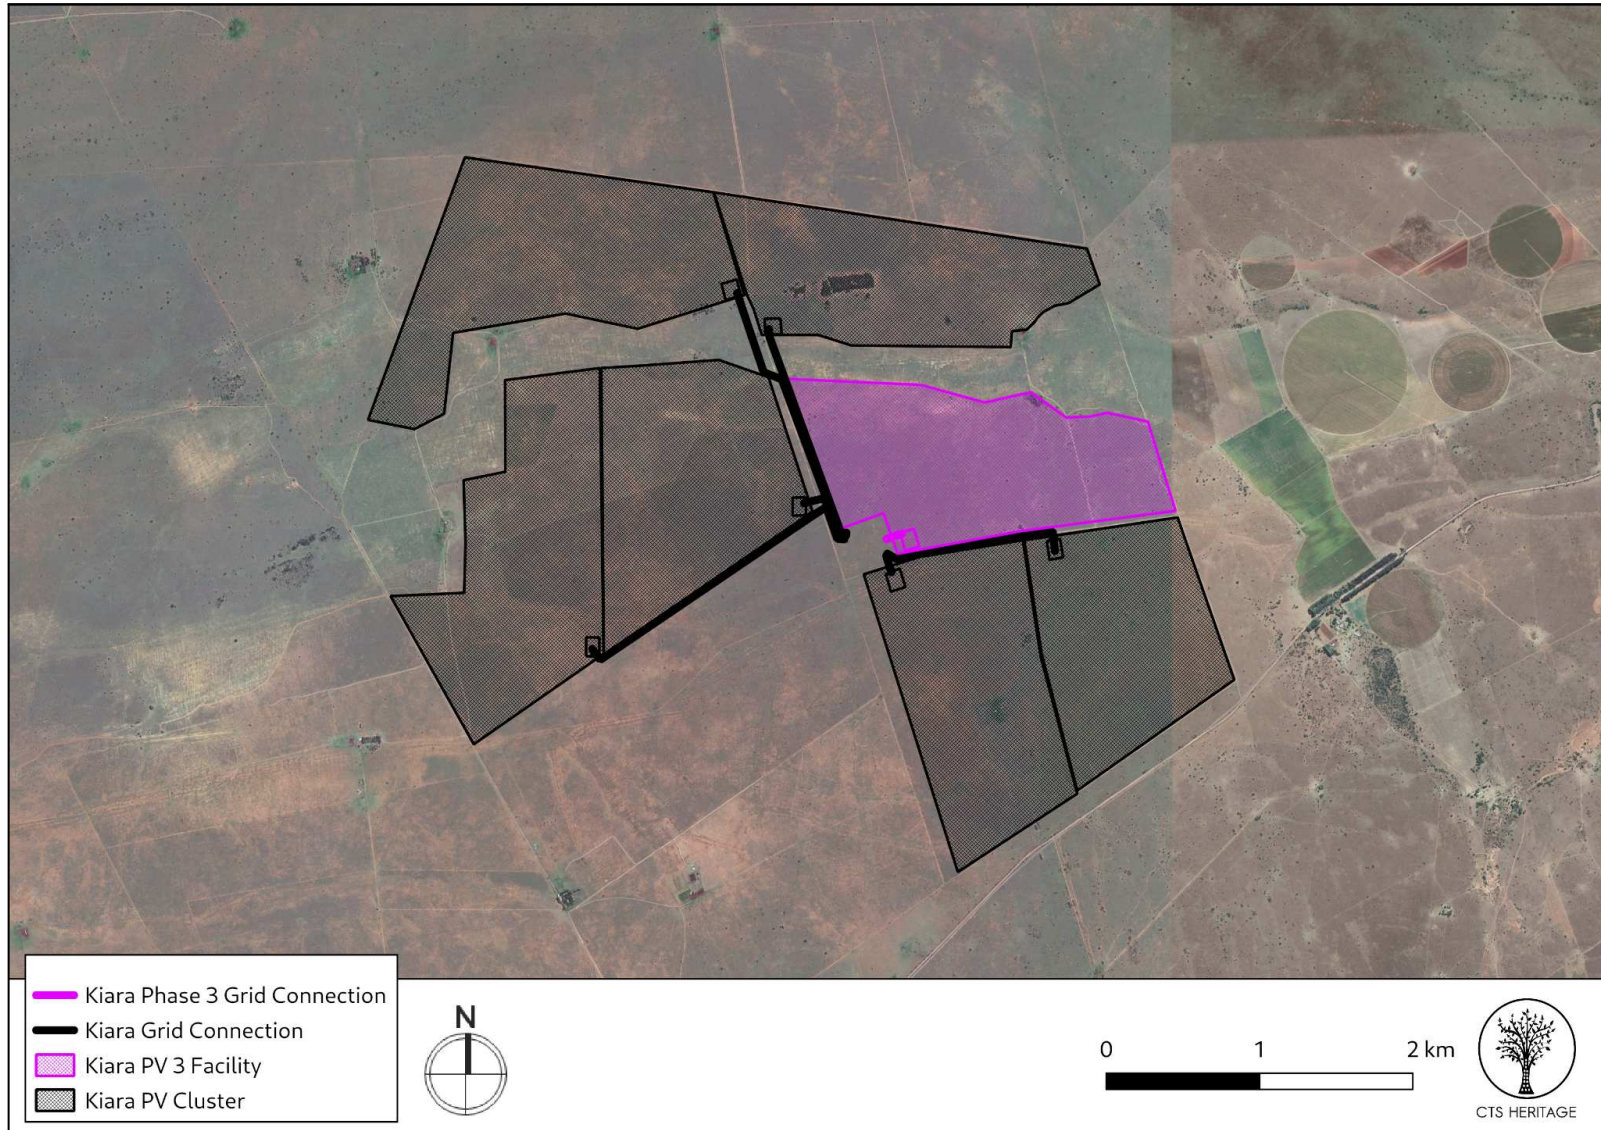 Kiara Phase 3 Grid Connection
Kiara Grid Connection
Kiara PV 3 Facility
Kiara PV Cluster
N
0 1 2 km
CTS HERITAGE